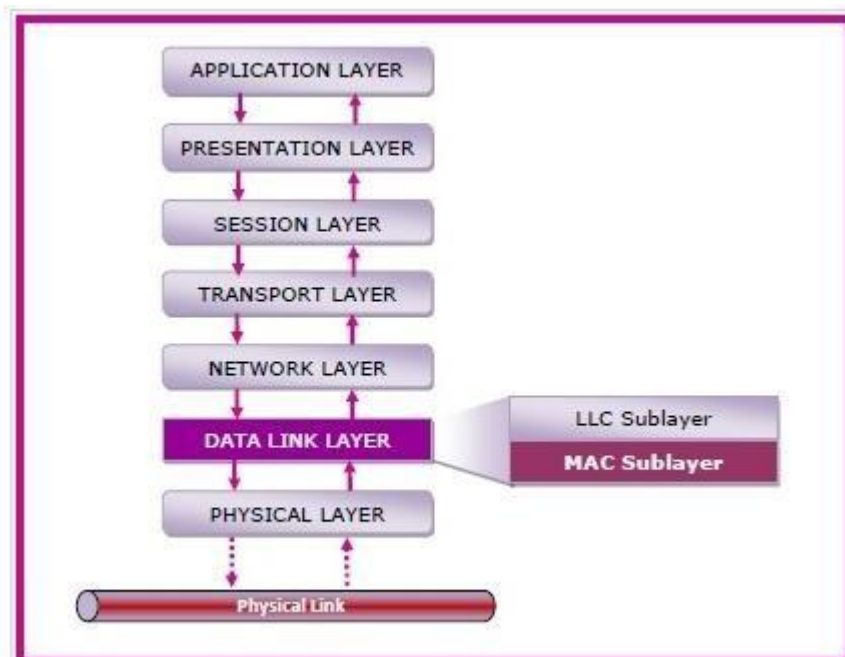 APPLICATION LAYER
PRESENTATION LAYER
SESSION LAYER
TRANSPORT LAYER
NETWORK LAYER
DATA LINK LAYER
LLC Sublayer
MAC Sublayer
PHYSICAL LAYER
Physical Link